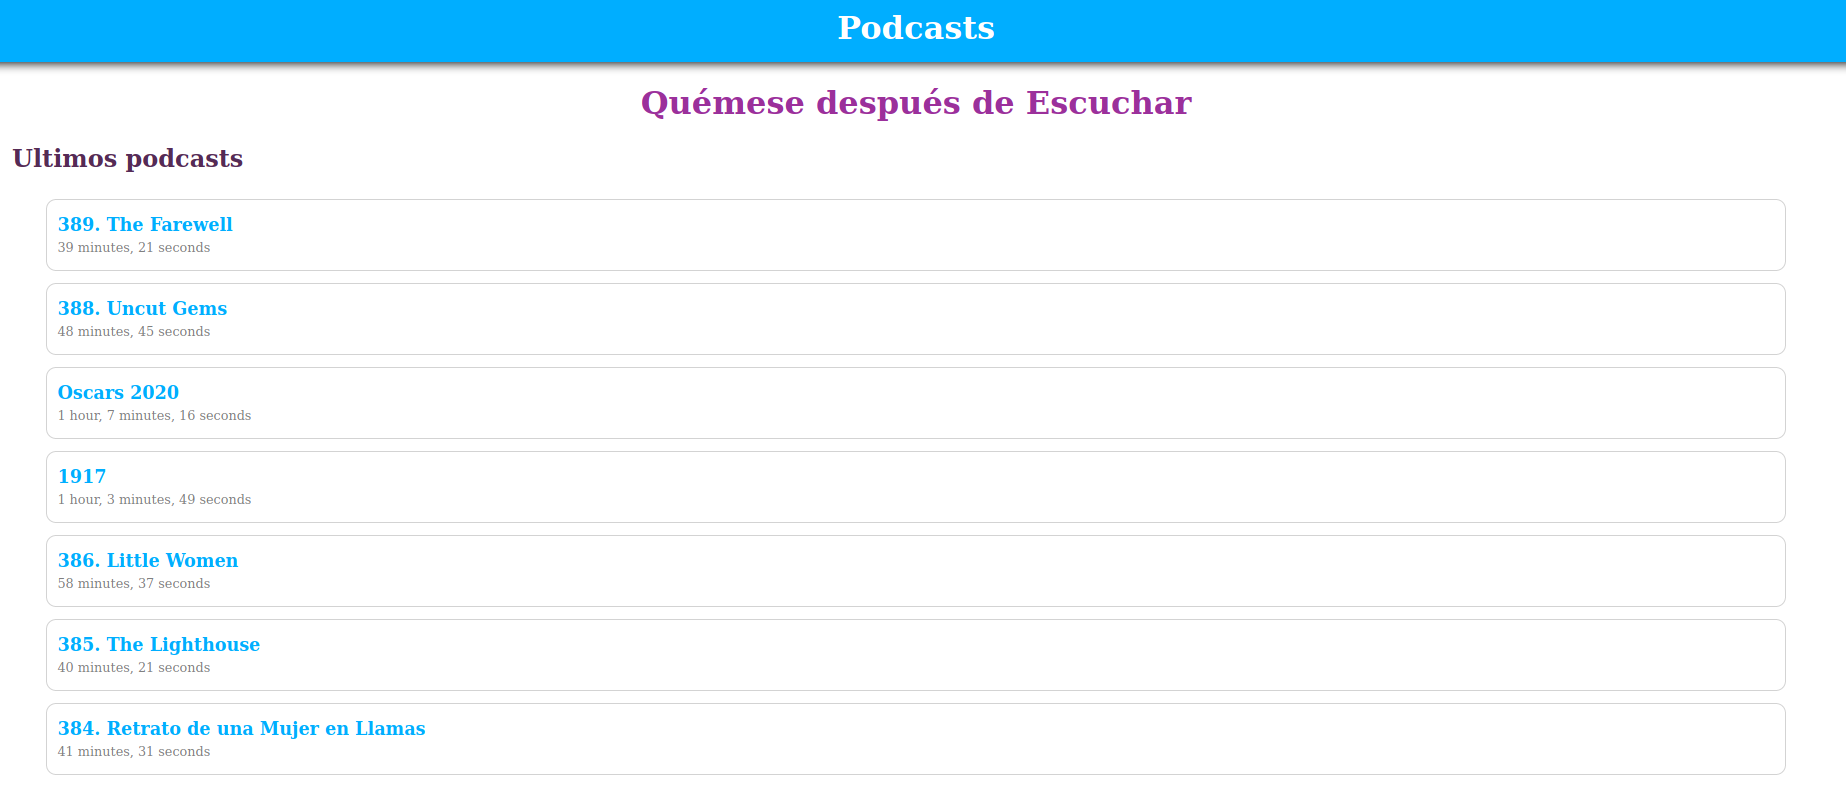 Podcasts
Quémese después de Escuchar
Ultimos podcasts
389. The Farewell
39 minutes, 21 seconds
388. Uncut Gems
48 minutes, 45 seconds
Oscars 2020
1 hour, 7 minutes, 16 seconds
1917
1 hour, 3 minutes, 49 seconds
386. Little Women
58 minutes, 37 seconds
385. The Lighthouse
40 minutes, 21 seconds
384. Retrato de una Mujer en Llamas
41 minutes, 31 seconds